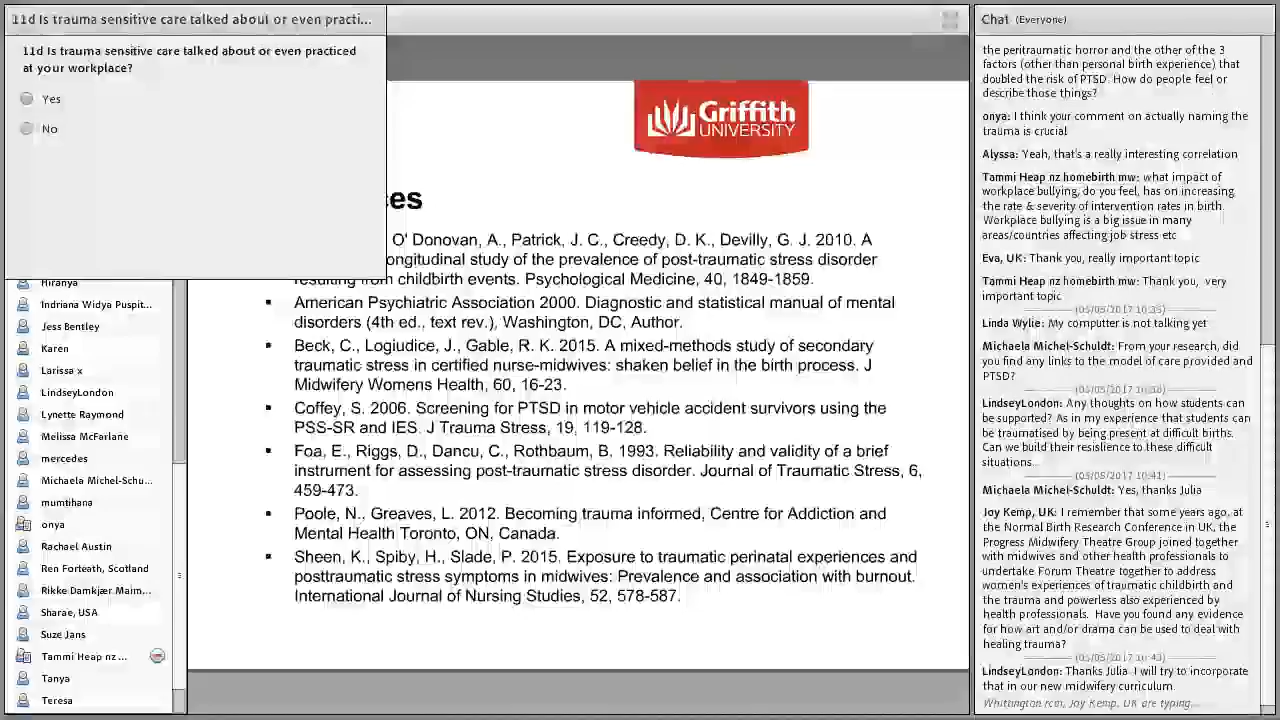 11d Is trauma sensitive care talked about or even practi...
11d Is trauma sensitive care talked about or even practiced
at your workplace?
Yes
No
Hiranya
Indriana Widya Puspit...
Jess Bentley
Karen
Larissa x
LindseyLondon
Lynette Raymond
Melissa McFarlane
mercedes
Michaela Michel-Schu...
mumtihana
onya
Rachael Austin
Ren Forteath, Scotland
Rikke Damkjær Maim...
Sharae, USA
Suze Jans
Tammi Heap nz ...
Tanya
Teresa
Griffith
UNIVERSITY
ces
O' Donovan, A., Patrick, J. C., Creedy, D. K., Devilly, G. J. 2010. A
ongitudinal study of the prevalence of post-traumatic stress disorder
resulting from childbirth events. Psychological Medicine, 40, 1849-1859.
▪ American Psychiatric Association 2000. Diagnostic and statistical manual of mental
disorders (4th ed., text rev.), Washington, DC, Author.
▪ Beck, C., Logiudice, J., Gable, R. K. 2015. A mixed-methods study of secondary
traumatic stress in certified nurse-midwives: shaken belief in the birth process. J
Midwifery Womens Health, 60, 16-23.
▪ Coffey, S. 2006. Screening for PTSD in motor vehicle accident survivors using the
PSS-SR and IES. J Trauma Stress, 19, 119-128.
▪ Foa, E., Riggs, D., Dancu, C., Rothbaum, B. 1993. Reliability and validity of a brief
instrument for assessing post-traumatic stress disorder. Journal of Traumatic Stress, 6,
459-473.
▪ Poole, N., Greaves, L. 2012. Becoming trauma informed, Centre for Addiction and
Mental Health Toronto, ON, Canada.
▪ Sheen, K., Spiby, H., Slade, P. 2015. Exposure to traumatic perinatal experiences and
posttraumatic stress symptoms in midwives: Prevalence and association with burnout.
International Journal of Nursing Studies, 52, 578-587.
Chat (Everyone)
the peritraumatic horror and the other of the 3
factors (other than personal birth experience) that
doubled the risk of PTSD. How do people feel or
describe those things?
onya: I think your comment on actually naming the
trauma is crucial
Alyssa: Yeah, that's a really interesting correlation
Tammi Heap nz homebirth mw: what impact of
workplace bullying, do you feel, has on increasing
the rate & severity of intervention rates in birth.
Workplace bullying is a big issue in many
areas/countries affecting job stress etc
Eva, UK: Thank you, really important topic
Tammi Heap nz homebirth mw: Thank you, very
important topic
Linda Wylie: My computter is not talking yet
Michaela Michel-Schuldt: From your research, did
you find any links to the model of care provided and
PTSD?
LindseyLondon: Any thoughts on how students can
be supported? As in my experience that students can
be traumatised by being present at difficult births.
Can we build their reslisience to these difficult
situations...
(05/05/2017 10:41)
Michaela Michel-Schuldt: Yes, thanks Julia
Joy Kemp, UK: I remember that some years ago, at
the Normal Birth Research Conference in UK, the
Progress Midwifery Theatre Group joined together
with midwives and other health professionals to
undertake Forum Theatre together to address
women's experiences of traumatic childbirth and
the trauma and powerless also experienced by
health professionals. Have you found any evidence
for how art and/or drama can be used to deal with
healing trauma?
(05/05/2017 10:43)
LindseyLondon: Thanks Julia I will try to incorporate
that in our new midwifery curriculum
Whittington rcm, Joy Kemp, UK are typing...